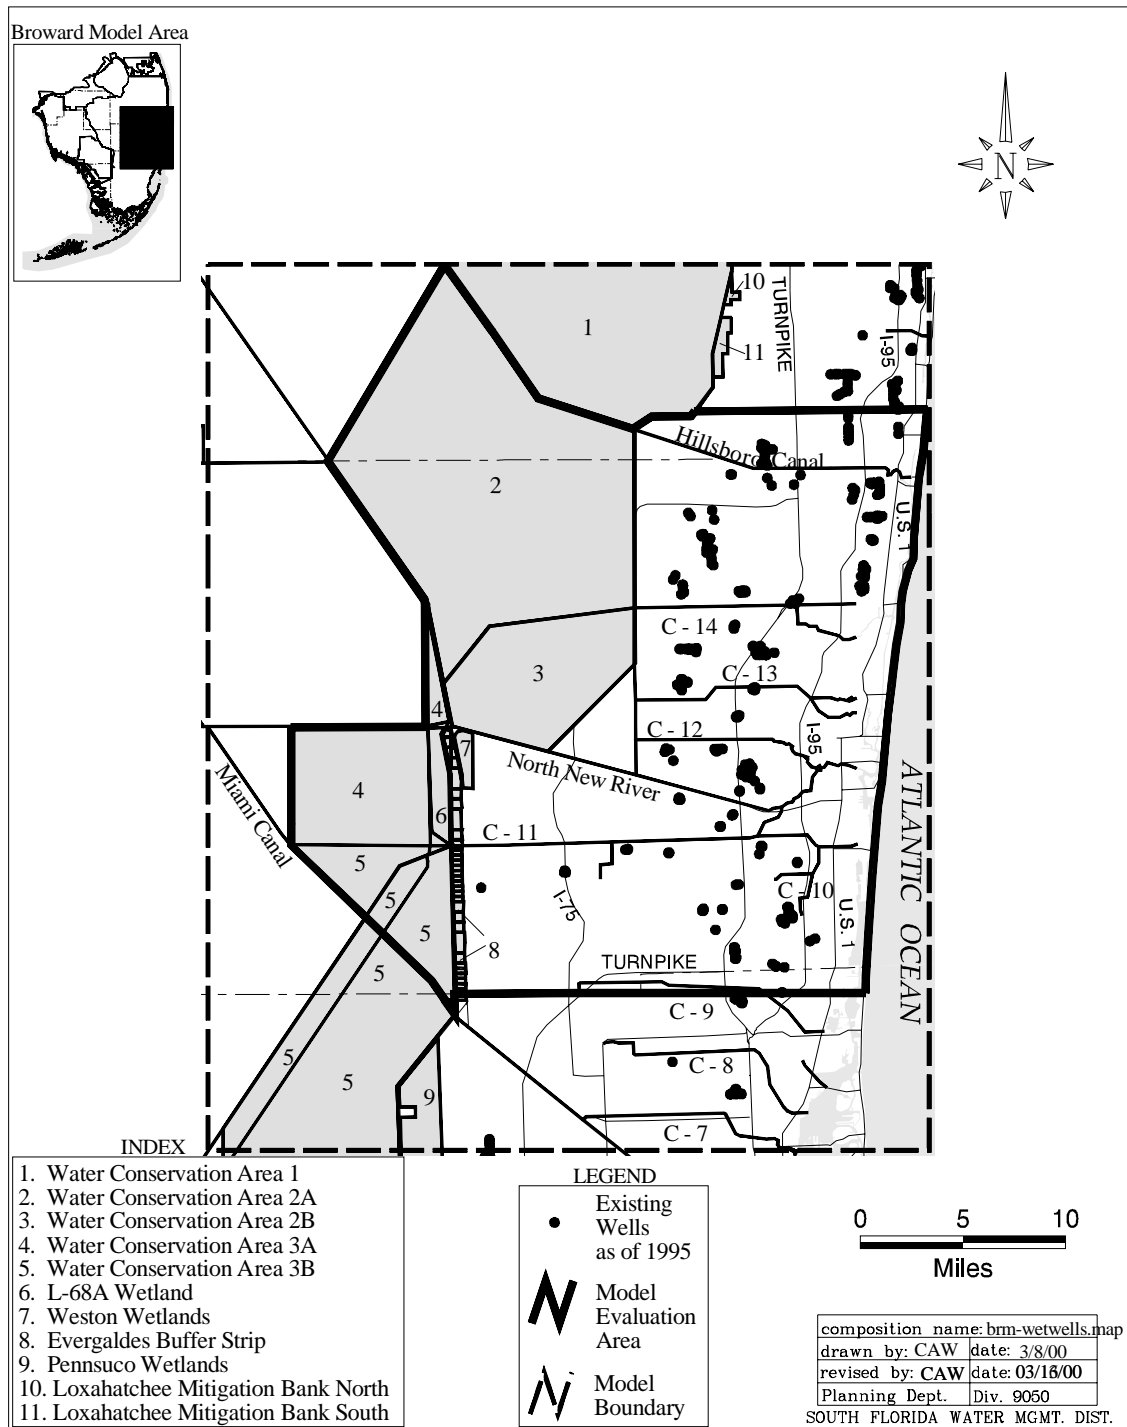 Broward Model Area
N
10
1
TURNPIKE
11
I-95
Hillsboro Canal
2
U.S. 1
C - 14
3
C - 13
4
C - 12
I-95
7
North New River
ATLANTIC OCEAN
Miami Canal
4
6
C - 11
5
5
C - 10
I-75
U.S. 1
5
8
TURNPIKE
5
C - 9
5
5
C - 8
9
C - 7
INDEX
1. Water Conservation Area 1
2. Water Conservation Area 2A
3. Water Conservation Area 2B
4. Water Conservation Area 3A
5. Water Conservation Area 3B
6. L-68A Wetland
7. Weston Wetlands
8. Evergaldes Buffer Strip
9. Pennsuco Wetlands
10. Loxahatchee Mitigation Bank North
11. Loxahatchee Mitigation Bank South
LEGEND
Existing
Wells
as of 1995
Model
Evaluation
Area
Model
Boundary
0 5 10
Miles
composition name: brm-wetwells.map
drawn by: CAW date: 3/8/00
revised by: CAW date:
Planning Dept. Div. 9050
SOUTH FLORIDA WATER MGMT. DIST.